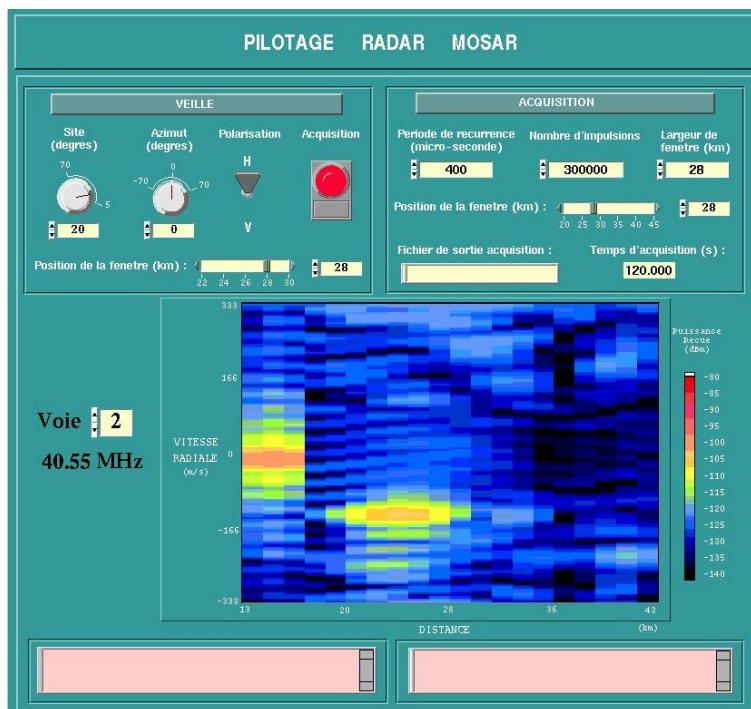 PILOTAGE RADAR MOSAR
VEILLE
Site
(degres)
Azimut
(degres)
Polarisation
Acquisition
70
5
20
0
-70
70
0
H
V
Position de la fenetre (km) :
22 24 26 28 30
28
ACQUISITION
Periode de recurrence
(micro-seconde)
Nombre d'impulsions
Largeur de
fenetre (km)
400
300000
28
Position de la fenetre (km) :
20 25 30 35 40 45
28
Fichier de sortie acquisition :
Temps d'acquisition (s) :
120.000
Voie 2
40.55 MHz
333
166
0
-166
-333
VITESSE
RADIALE
(m/s)
13 20 28 36 43
DISTANCE (km)
Puissance
Recue
(dBm)
-80
-85
-90
-95
-100
-105
-110
-115
-120
-125
-130
-135
-140